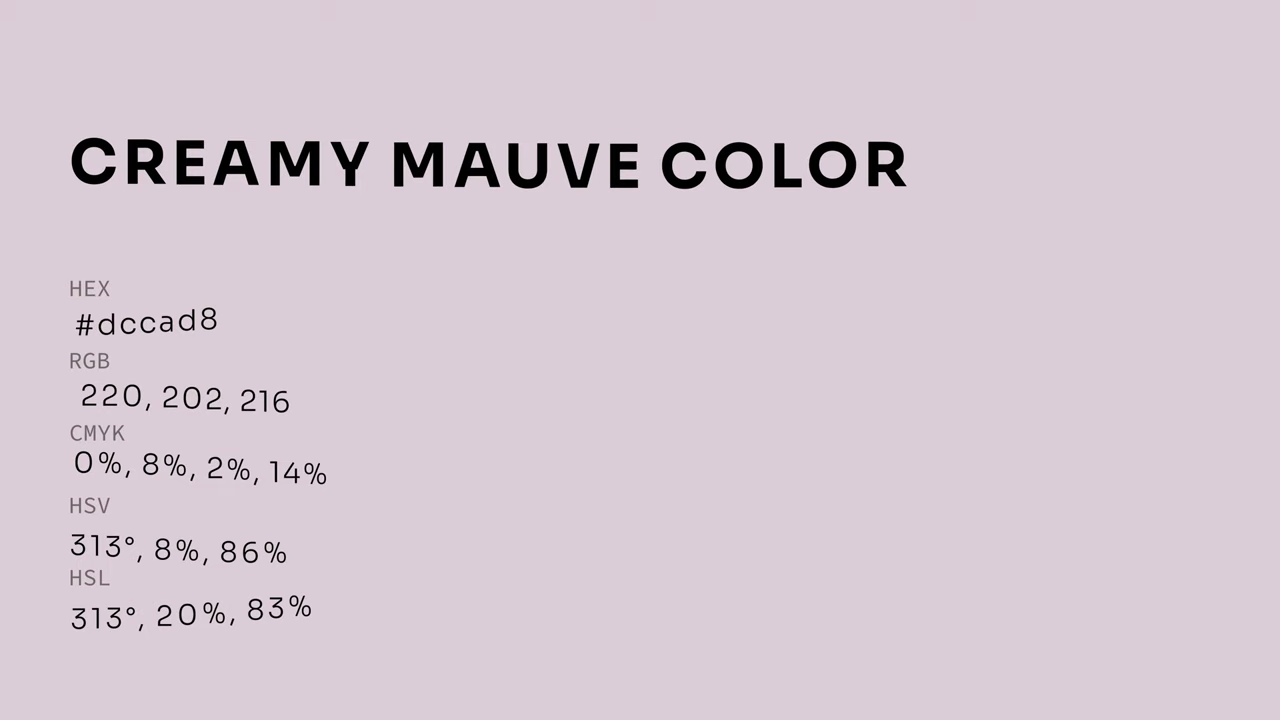 CREAMY MAUVE COLOR
HEX
#dccad8
RGB
220, 202, 216
CMYK
0%, 8%, 2%, 14%
HSV
313°, 8%, 86%
HSL
313°, 20%, 83%